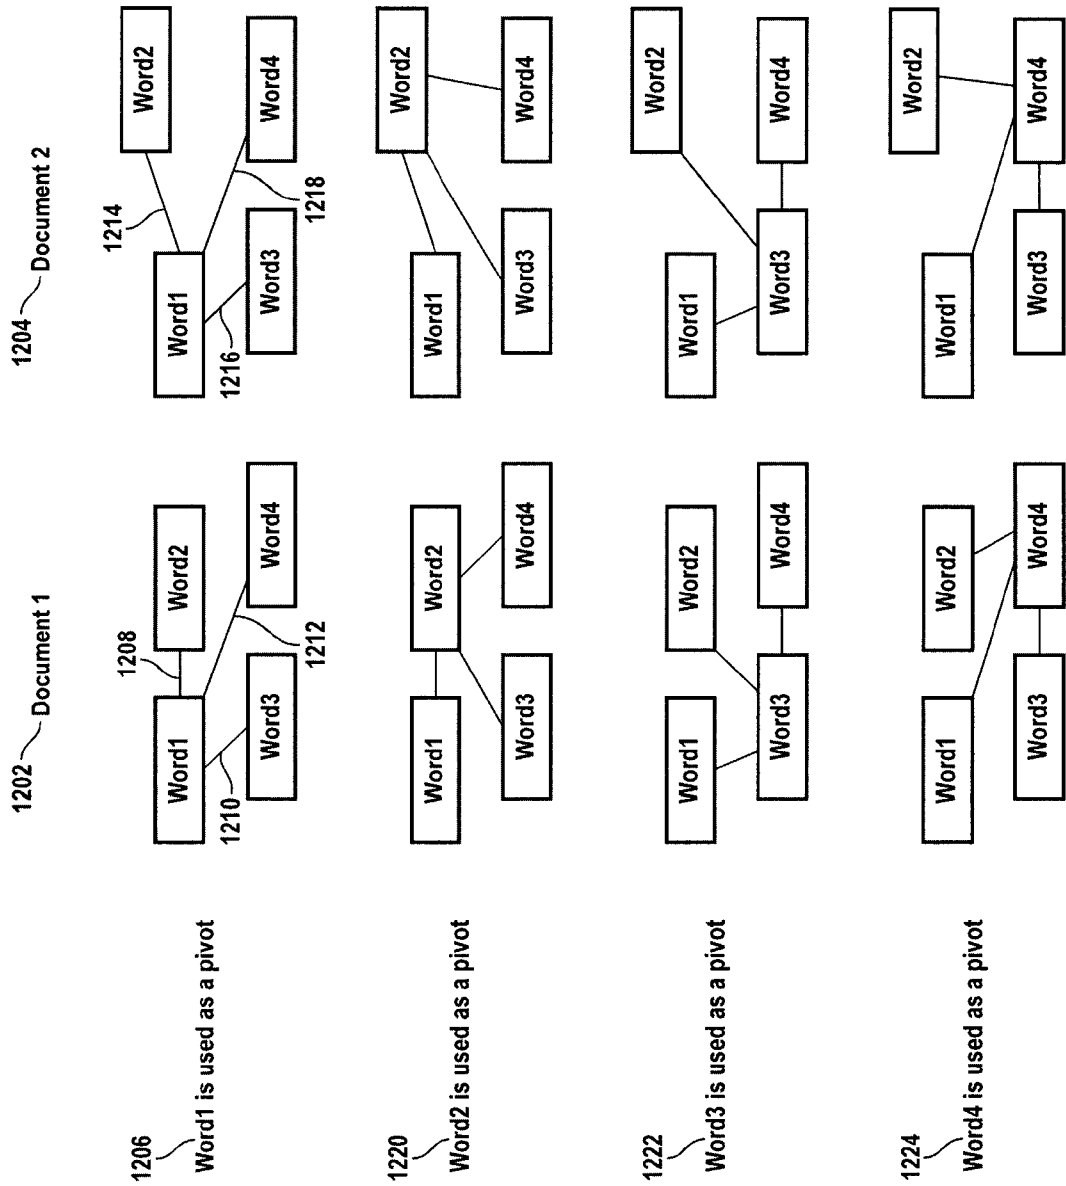 1202 Document 1
1204 Document 2
1206
Word1 is used as a pivot
1208
Word1
Word2
1210
Word3
Word4
1212
1214
Word2
Word1
1216
Word3
Word4
1218
1220
Word2 is used as a pivot
Word1
Word2
Word3
Word4
Word2
Word1
Word3
Word4
1222
Word3 is used as a pivot
Word1
Word2
Word3
Word4
Word2
Word1
Word3
Word4
1224
Word4 is used as a pivot
Word1
Word2
Word3
Word4
Word2
Word1
Word3
Word4